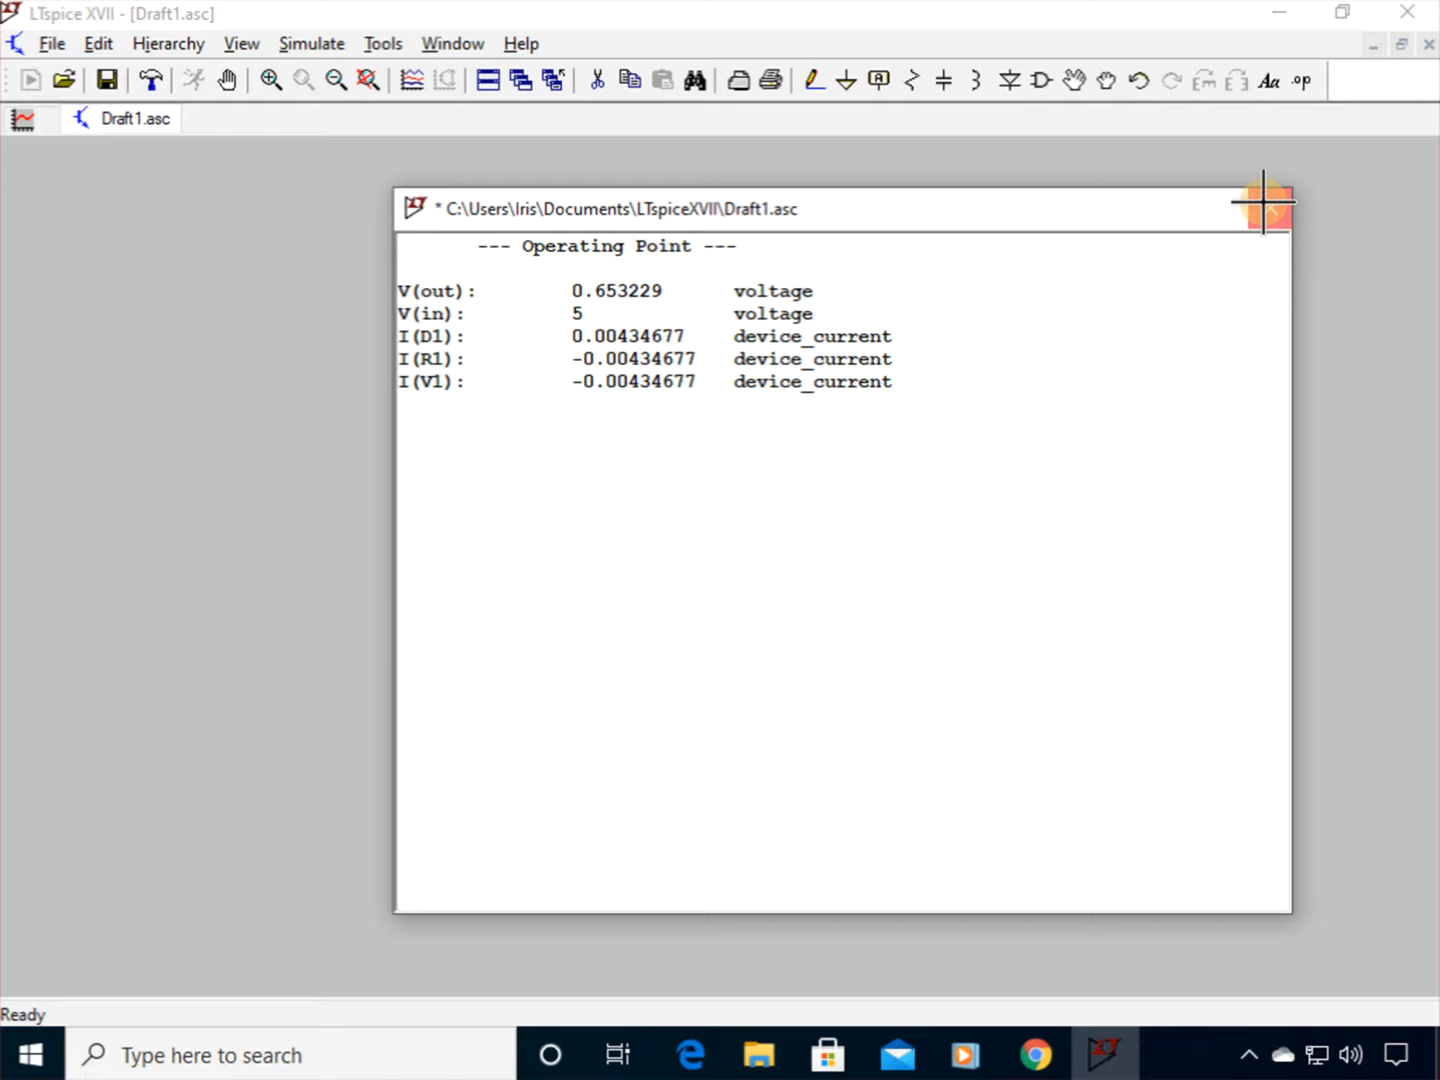 LTspice XVII - [Draft1.asc]
File Edit Hierarchy View Simulate Tools Window Help
Aa .op
Draft1.asc
* C:\Users\Iris\Documents\LTspiceXVII\Draft1.asc
--- Operating Point ---
V(out): 0.653229 voltage
V(in): 5 voltage
I(D1): 0.00434677 device_current
I(R1): -0.00434677 device_current
I(V1): -0.00434677 device_current
Ready
Type here to search